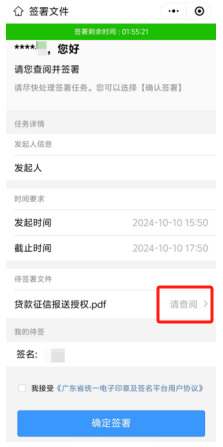 签署文件
签署剩余时间：01:55:21
****，您好
请您查阅并签署
请尽快处理签署任务。您可以选择【确认签署】
任务详情
发起人信息
发起人
时间要求
发起时间 2024-10-10 15:50
截止时间 2024-10-10 17:50
待签署文件
贷款征信报送授权.pdf 请查阅 >
我的待签
签名:
我接受《广东省统一电子印章及签名平台用户协议》
确定签署